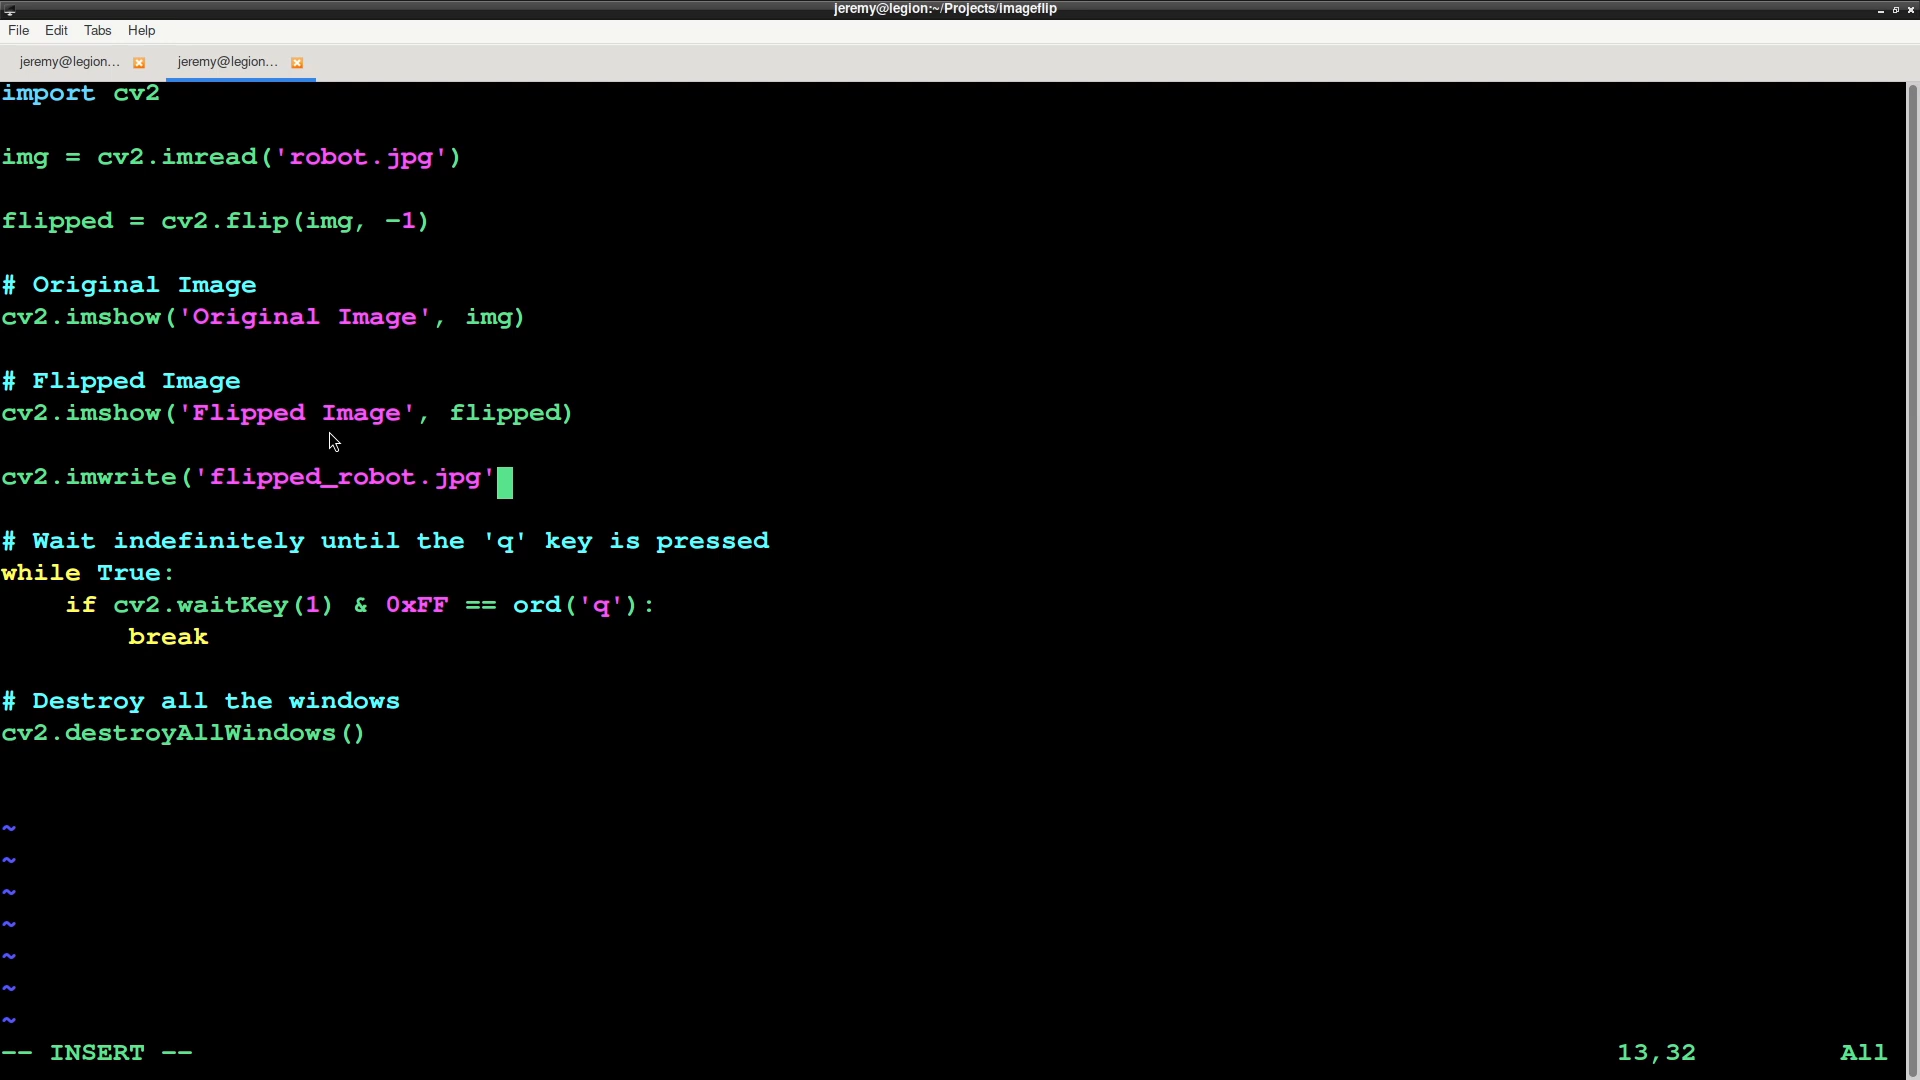 jeremy@legion:~/Projects/imageflip
File Edit Tabs Help
jeremy@legion... jeremy@legion...
import cv2
img = cv2.imread('robot.jpg')
flipped = cv2.flip(img, -1)
# Original Image
cv2.imshow('Original Image', img)
# Flipped Image
cv2.imshow('Flipped Image', flipped)
cv2.imwrite('flipped_robot.jpg'
# Wait indefinitely until the 'q' key is pressed
while True:
    if cv2.waitKey(1) & 0xFF == ord('q'):
        break
# Destroy all the windows
cv2.destroyAllWindows()
~
~
~
~
~
~
~
-- INSERT -- 13,32 All